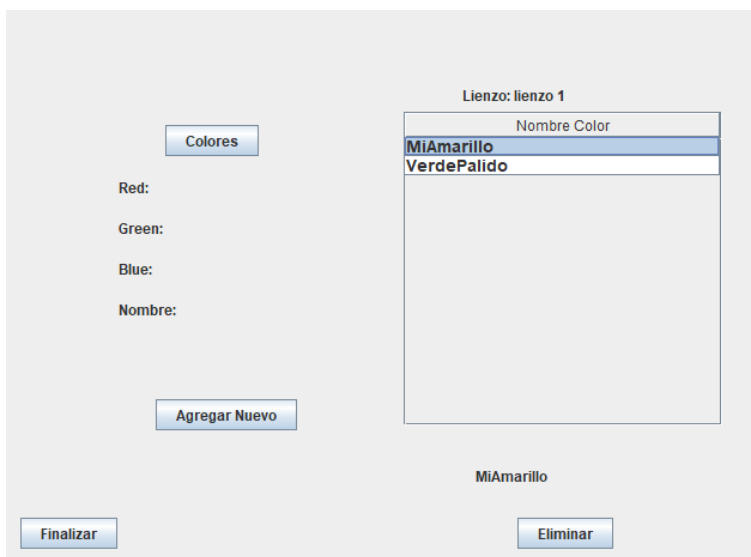 Lienzo: lienzo 1
Colores
Nombre Color
MiAmarillo
VerdePalido
Red:
Green:
Blue:
Nombre:
Agregar Nuevo
MiAmarillo
Finalizar
Eliminar